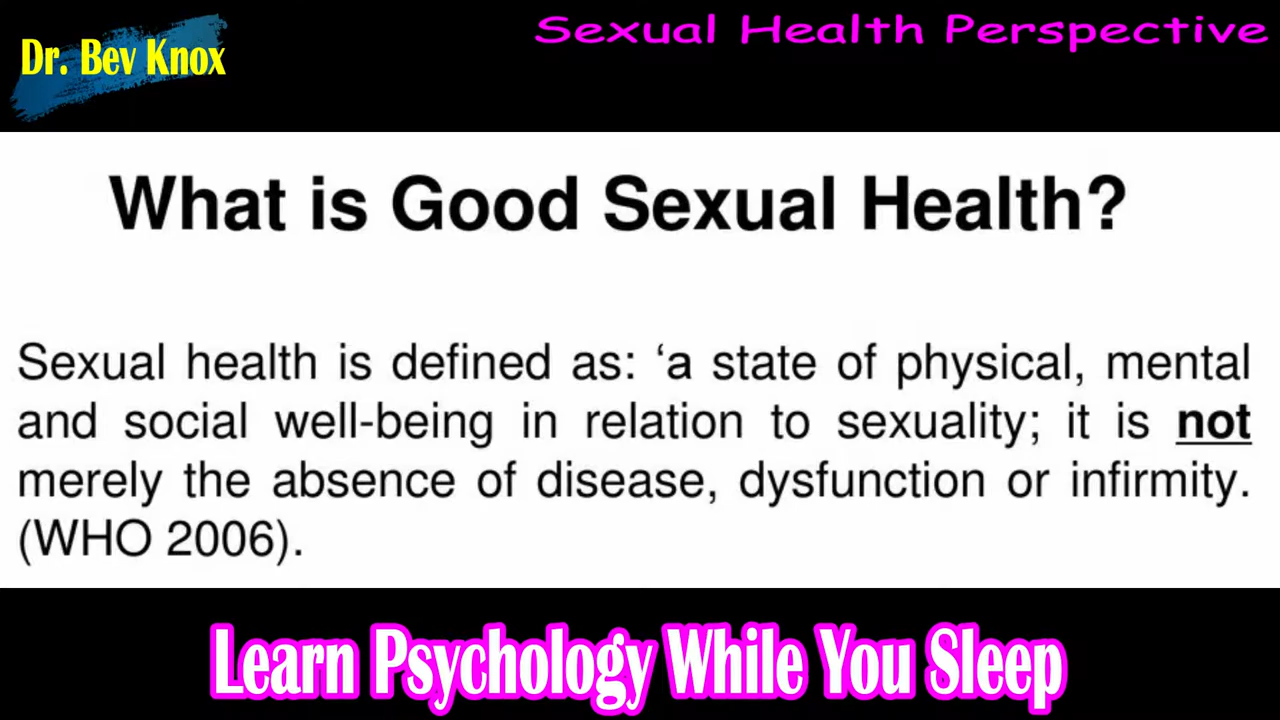 Dr. Bev Knox
Sexual Health Perspective
What is Good Sexual Health?
Sexual health is defined as: ‘a state of physical, mental
and social well-being in relation to sexuality; it is not
merely the absence of disease, dysfunction or infirmity.
(WHO 2006).
Learn Psychology While You Sleep